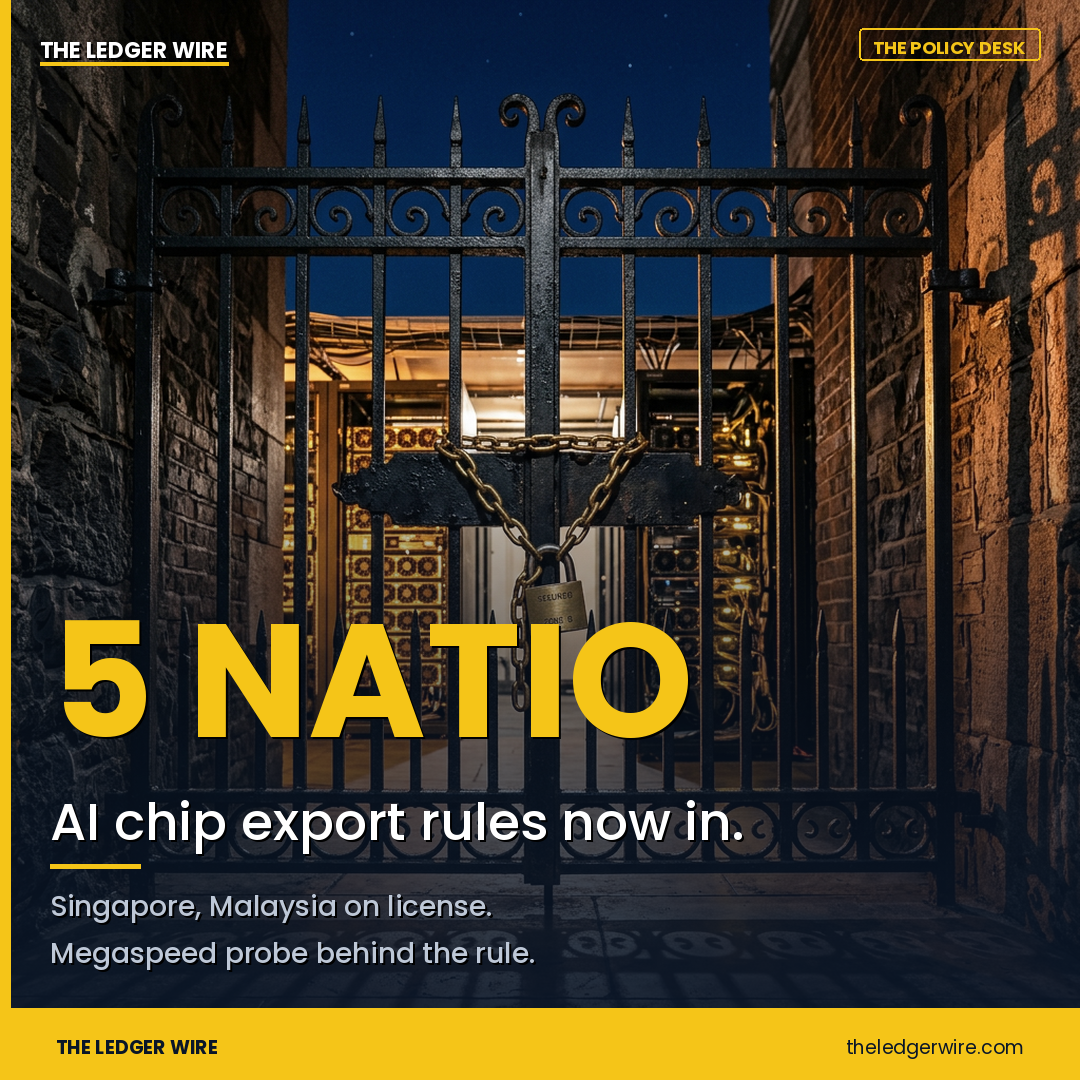 THE LEDGER WIRE
THE POLICY DESK
SECURED
5 NATIO
AI chip export rules now in.
Singapore, Malaysia on license.
Megaspeed probe behind the rule.
THE LEDGER WIRE
theledgerwire.com